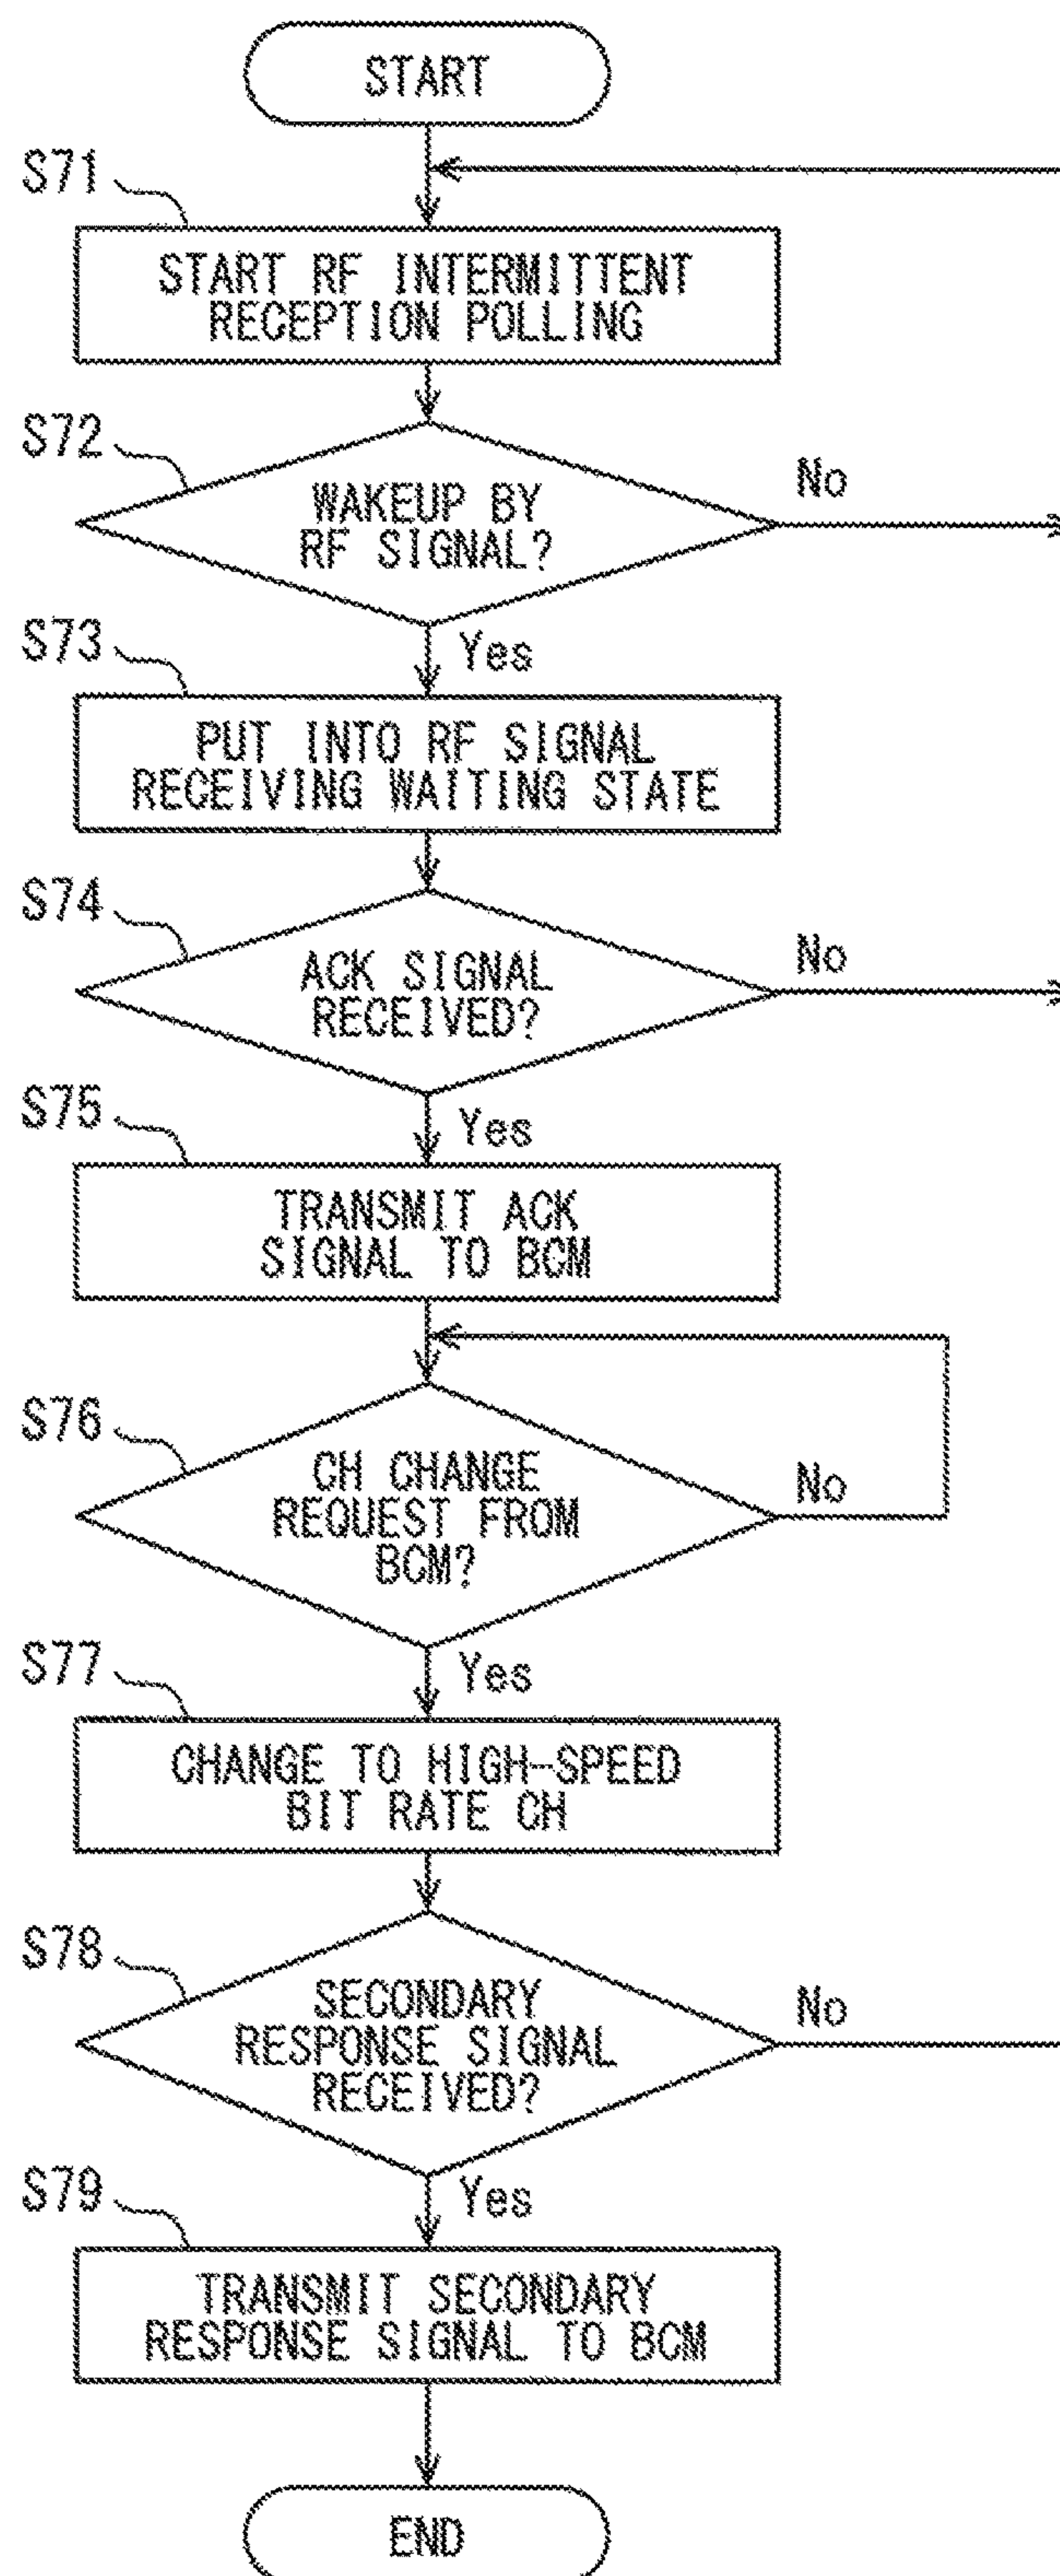 START
S71
START RF INTERMITTENT
RECEPTION POLLING
S72
WAKEUP BY
RF SIGNAL?
No
Yes
S73
PUT INTO RF SIGNAL
RECEIVING WAITING STATE
S74
ACK SIGNAL
RECEIVED?
No
Yes
S75
TRANSMIT ACK
SIGNAL TO BCM
S76
CH CHANGE
REQUEST FROM
BCM?
No
Yes
S77
CHANGE TO HIGH-SPEED
BIT RATE CH
S78
SECONDARY
RESPONSE SIGNAL
RECEIVED?
No
Yes
S79
TRANSMIT SECONDARY
RESPONSE SIGNAL TO BCM
END